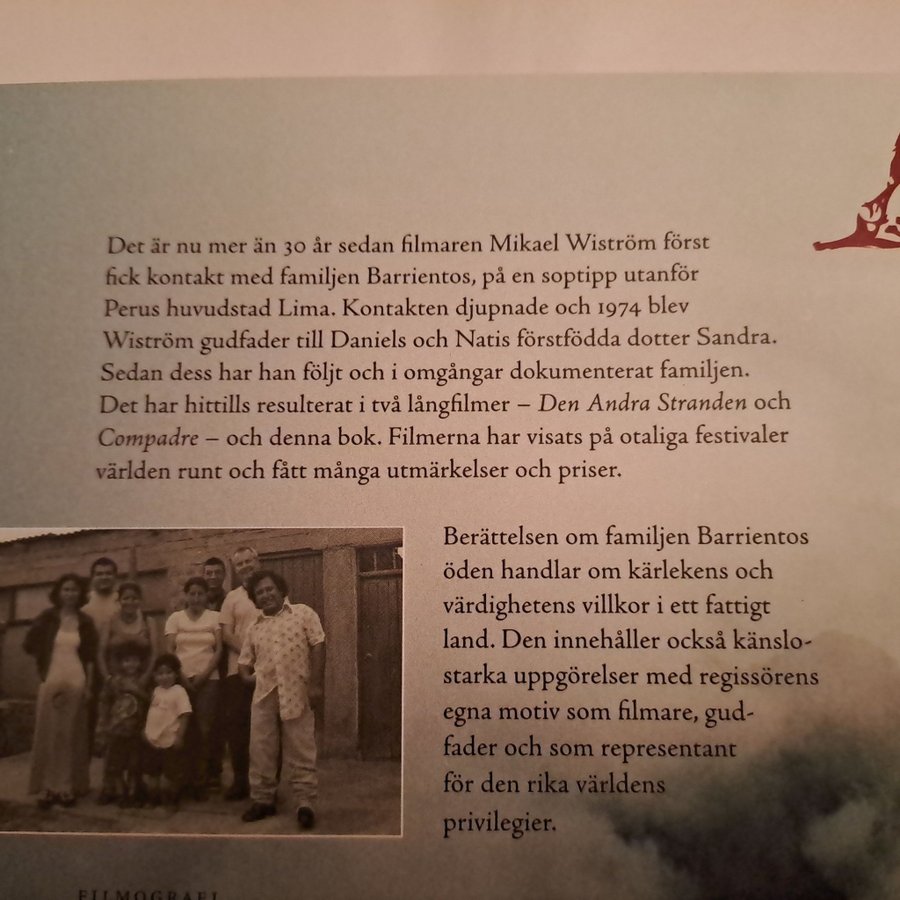 Det är nu mer än 30 år sedan filmaren Mikael Wiström först
fick kontakt med familjen Barrientos, på en soptipp utanför
Perus huvudstad Lima. Kontakten djupnade och 1974 blev
Wiström gudfader till Daniels och Natis förstfödda dotter Sandra.
Sedan dess har han följt och i omgångar dokumenterat familjen.
Det har hittills resulterat i två långfilmer – Den Andra Stranden och
Compadre – och denna bok. Filmerna har visats på otaliga festivaler
världen runt och fått många utmärkelser och priser.
Berättelsen om familjen Barrientos
öden handlar om kärlekens och
värdighetens villkor i ett fattigt
land. Den innehåller också känslo-
starka uppgörelser med regissörens
egna motiv som filmare, gud-
fader och som representant
för den rika världens
privilegier.
FILMOGRAFI